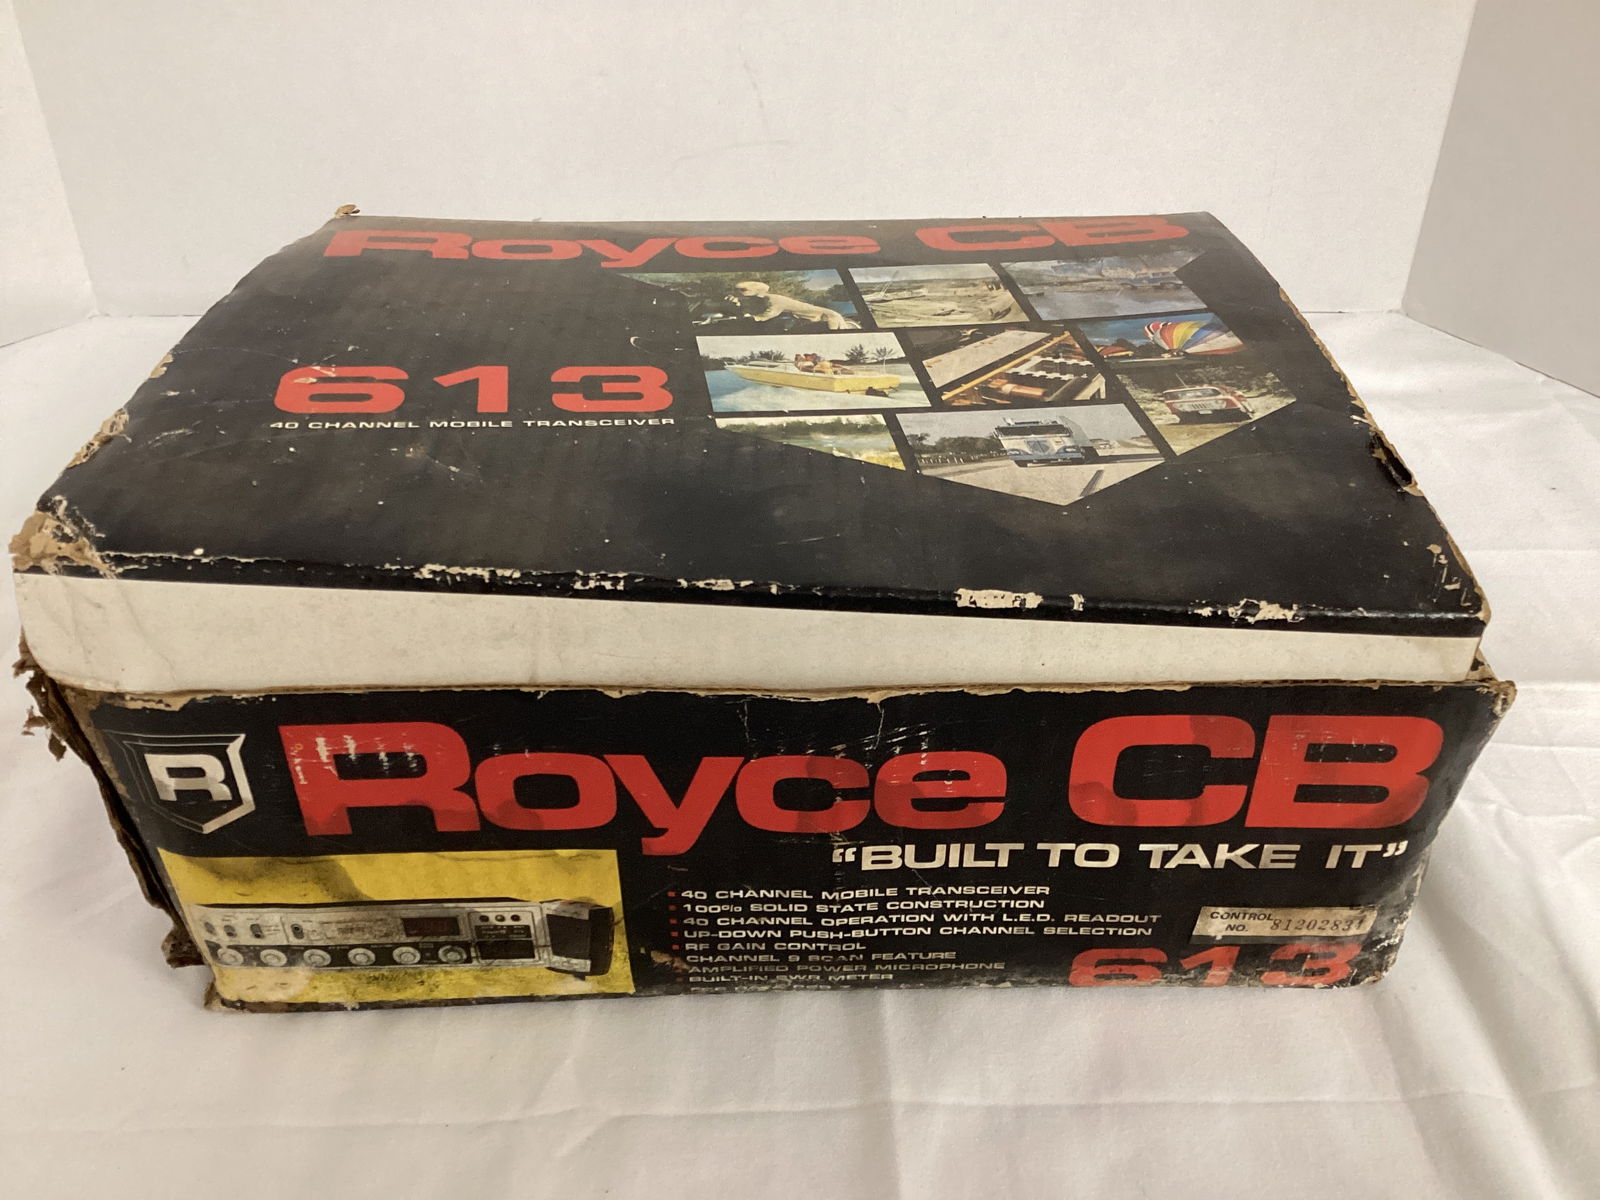 Royce CB
613
40 CHANNEL MOBILE TRANSCEIVER
R
Royce CB
"BUILT TO TAKE IT"
40 CHANNEL MOBILE TRANSCEIVER
100% SOLID STATE CONSTRUCTION
40 CHANNEL OPERATION WITH L.E.D. READOUT
UP-DOWN PUSH-BUTTON CHANNEL SELECTION
RF GAIN CONTROL
CHANNEL 9 SCAN FEATURE
AMPLIFIED POWER MICROPHONE
BUILT-IN SWR METER
CONTROL NO. 81202831
613